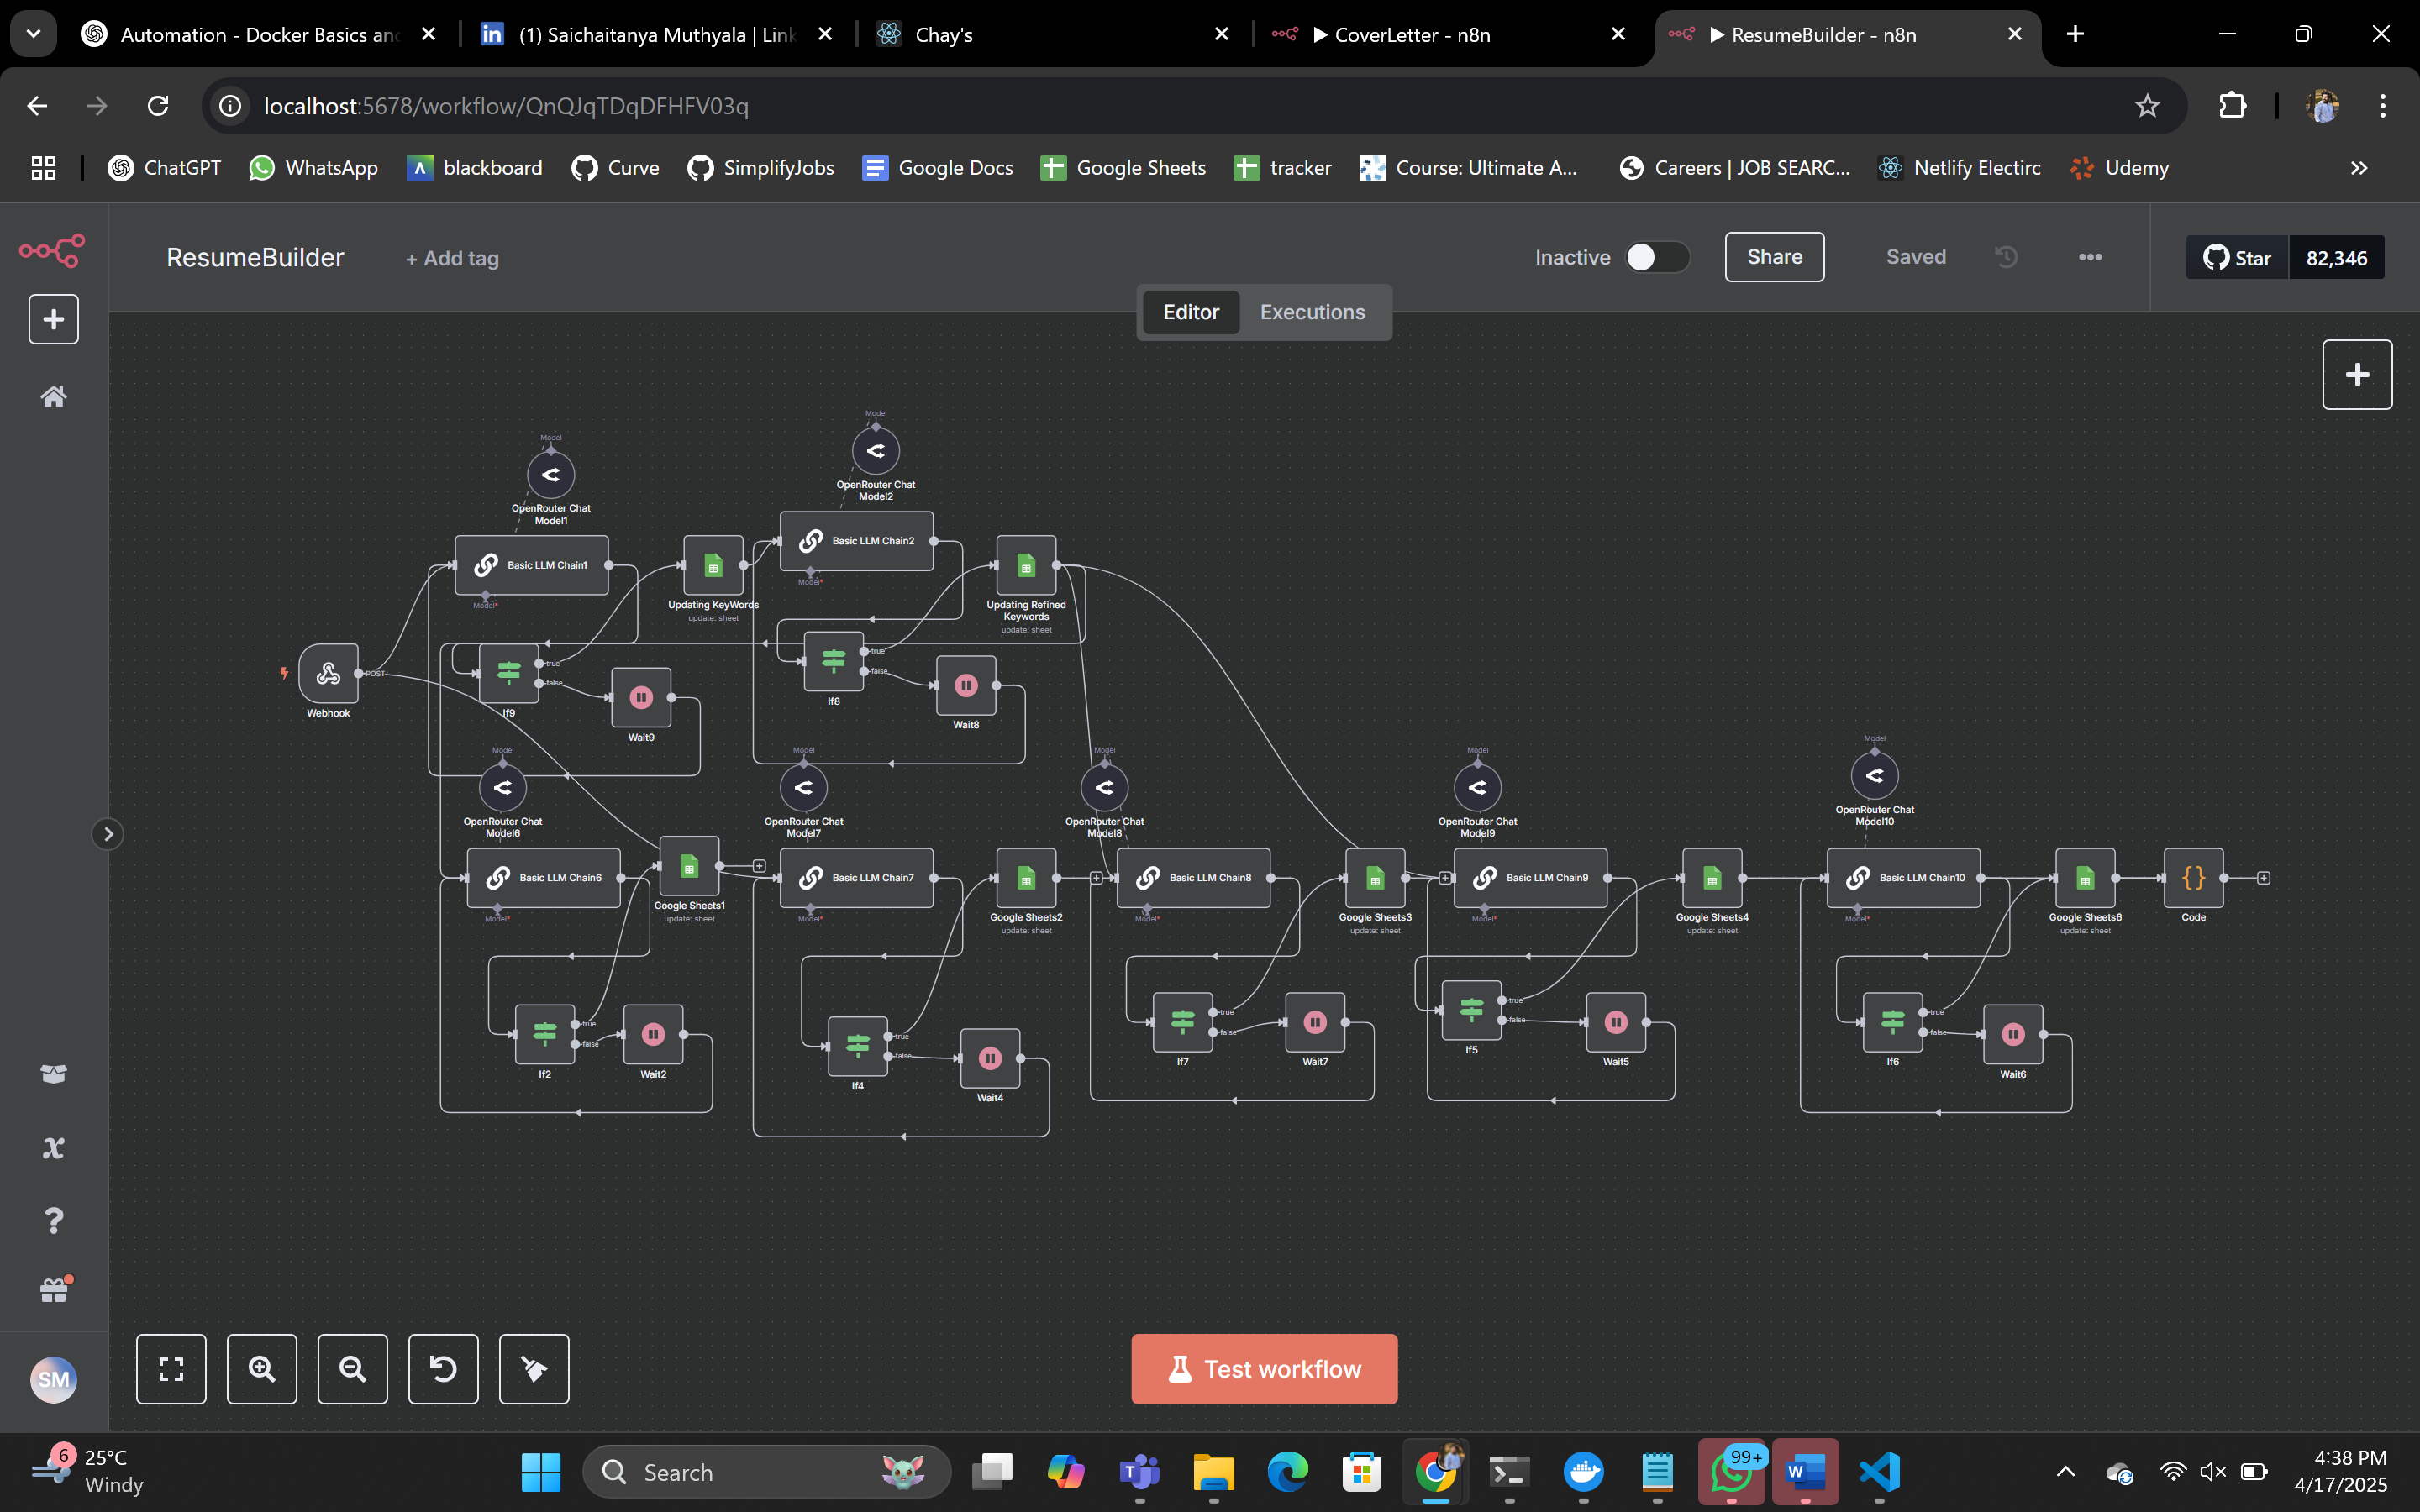 Automation - Docker Basics and
(1) Saichaitanya Muthyala | Link
Chay's
▶ CoverLetter - n8n
▶ ResumeBuilder - n8n
localhost:5678/workflow/QnQJqTDqDFHFV03q
ChatGPT
WhatsApp
blackboard
Curve
SimplifyJobs
Google Docs
Google Sheets
tracker
Course: Ultimate A...
Careers | JOB SEARC...
Netlify Electirc
Udemy
ResumeBuilder
+ Add tag
Inactive
Share
Saved
Star
82,346
Editor
Executions
Model
OpenRouter Chat
Model1
Model
OpenRouter Chat
Model2
Basic LLM Chain1
Model*
Updating KeyWords
update: sheet
Basic LLM Chain2
Model*
Updating Refined
Keywords
update: sheet
Webhook
POST
If9
true
false
Wait9
If8
true
false
Wait8
Model
OpenRouter Chat
Model6
Model
OpenRouter Chat
Model7
Model
OpenRouter Chat
Model8
Model
OpenRouter Chat
Model9
Model
OpenRouter Chat
Model10
Basic LLM Chain6
Model*
Google Sheets1
update: sheet
Basic LLM Chain7
Model*
Google Sheets2
update: sheet
Basic LLM Chain8
Model*
Google Sheets3
update: sheet
Basic LLM Chain9
Model*
Google Sheets4
update: sheet
Basic LLM Chain10
Model*
Google Sheets6
update: sheet
{}
Code
If2
true
false
Wait2
If4
true
false
Wait4
If7
true
false
Wait7
If5
true
false
Wait5
If6
true
false
Wait6
SM
Test workflow
6
25°C
Windy
Search
99+
4:38 PM
4/17/2025